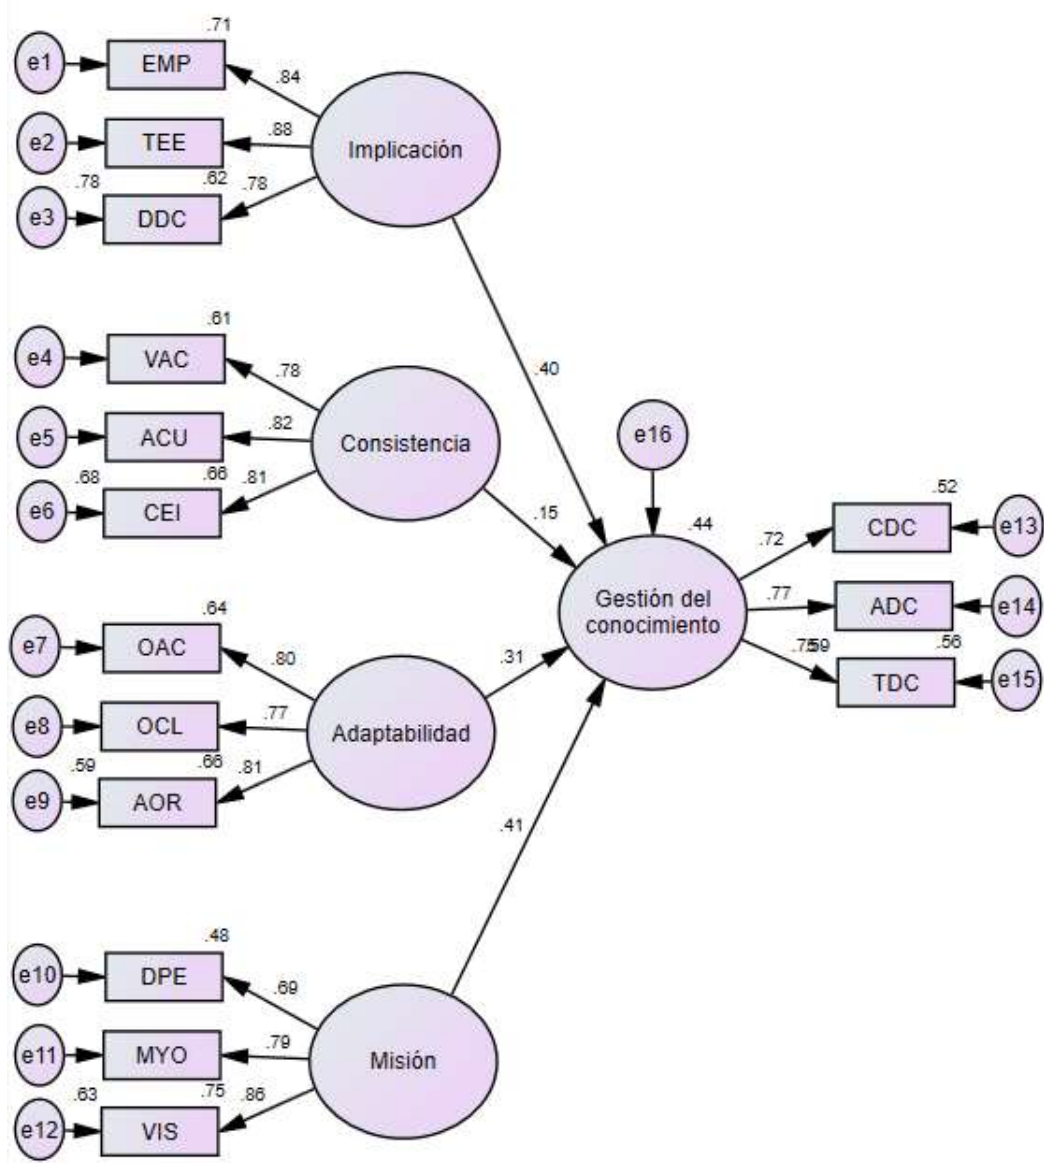 .71
e1
EMP
.84
e2
TEE
.88
Implicación
.78
.62
.78
e3
DDC
.61
e4
VAC
.78
.40
e5
ACU
.82
Consistencia
e16
.68
.66
.81
e6
CEI
.15
.44
.52
.72
CDC
e13
Gestión del
conocimiento
.77
ADC
e14
.64
e7
OAC
.80
.31
.75
.59
.56
TDC
e15
e8
OCL
.77
Adaptabilidad
.59
.66
.81
e9
AOR
.41
.48
e10
DPE
.69
e11
MYO
.79
Misión
.63
.75
.86
e12
VIS